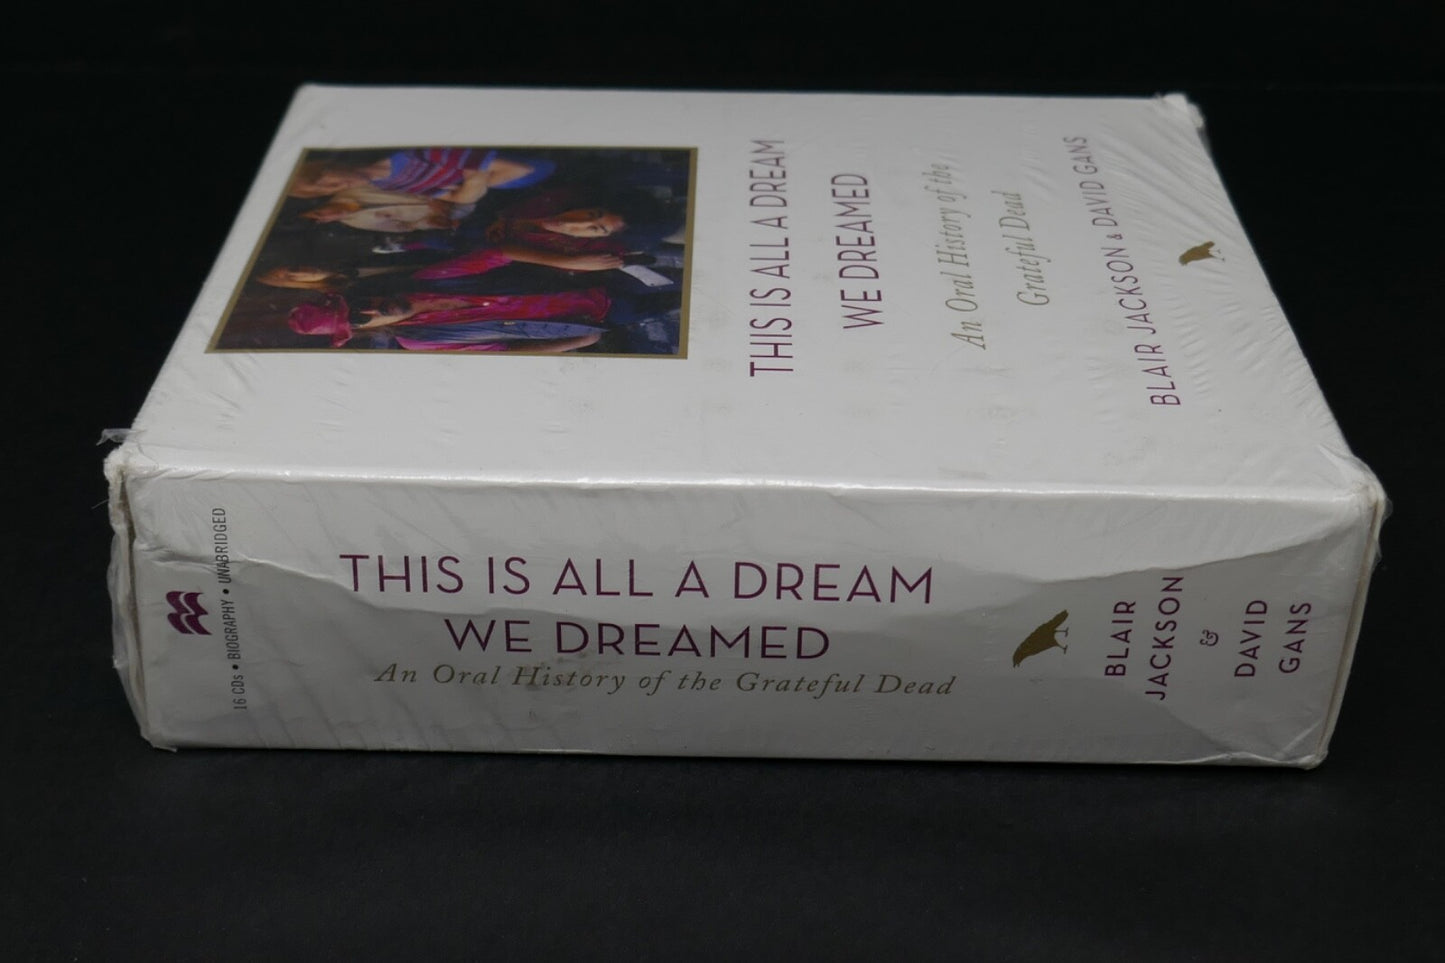 THIS IS ALL A DREAM
WE DREAMED
An Oral History of the
Grateful Dead
BLAIR JACKSON & DAVID GANS
16 CDs • BIOGRAPHY • UNABRIDGED
THIS IS ALL A DREAM
WE DREAMED
An Oral History of the Grateful Dead
BLAIR
JACKSON
&
DAVID
GANS